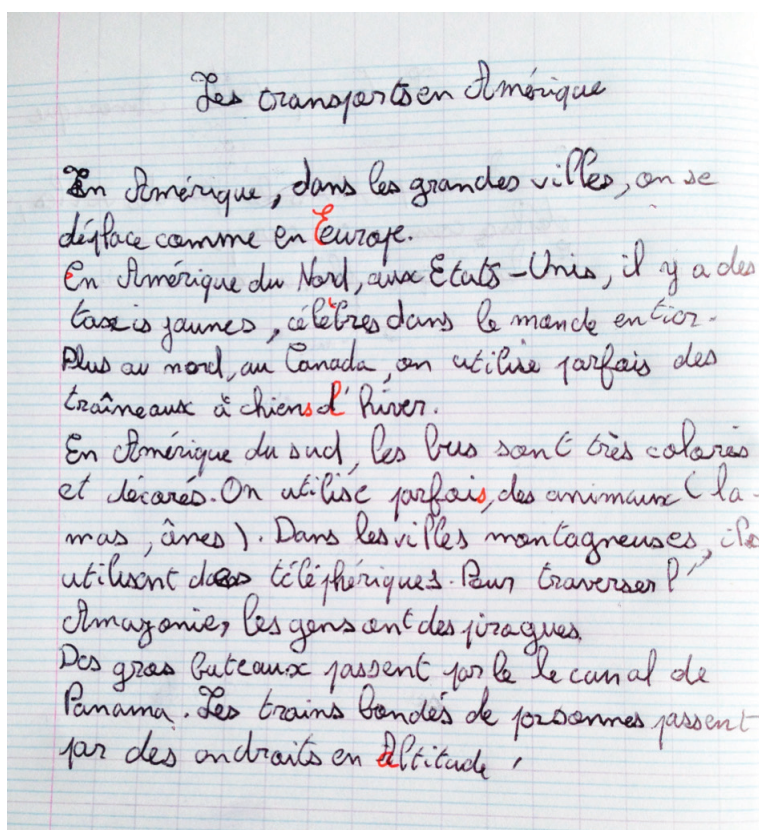 Les transports en Amérique
En Amérique, dans les grandes villes, on se
déplace comme en Europe.
En Amérique du Nord, aux Etats-Unis, il y a des
taxis jaunes, célèbres dans le monde entier.
Plus au nord, au Canada, on utilise parfois des
traîneaux à chiens d'hiver.
En Amérique du sud, les bus sont très colorés
et décorés. On utilise parfois, des animaux (la-
mas, ânes). Dans les villes montagneuses, ils
utilisent des téléphériques. Pour traverser l'
Amazonie, les gens ont des pirogues.
Des gros bateaux passent par le le canal de
Panama. Les trains bondés de personnes passent
par des endroits en altitude.